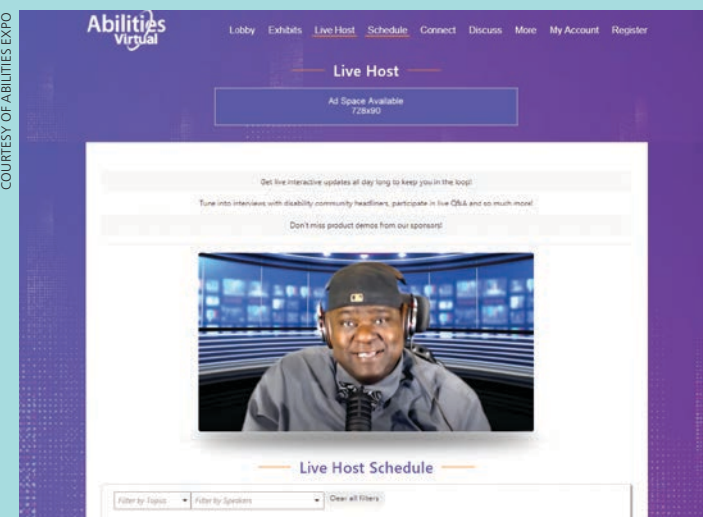 COURTESY OF ABILITIES EXPO
Abilities
Virtual
Lobby Exhibits Live Host Schedule Connect Discuss More My Account Register
Live Host
Ad Space Available
728x90
Get live interactive updates all day long to keep you in the loop!
Tune into interviews with disability community headliners, participate in live Q&A and so much more!
Don't miss product demos from our sponsors!
Live Host Schedule
Filter by Topics Filter by Speakers Clear all filters